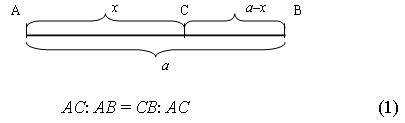 A x C a–x B
a
AC: AB = CB: AC (1)